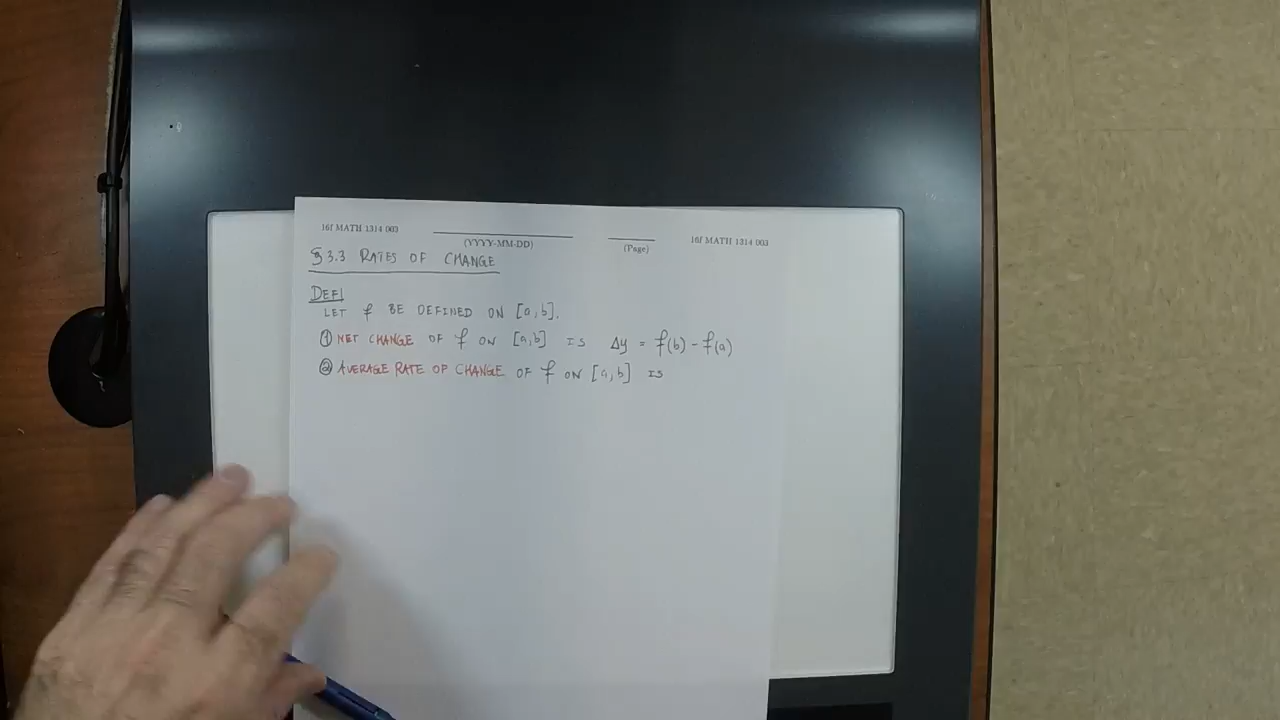 16f MATH 1314 003
(YYYY-MM-DD)
(Page)
16f MATH 1314 003
§3.3 RATES OF CHANGE
DEF|
LET f BE DEFINED ON [a,b].
① NET CHANGE OF f ON [a,b] IS Δy = f(b) - f(a)
② AVERAGE RATE OF CHANGE OF f ON [a,b] IS